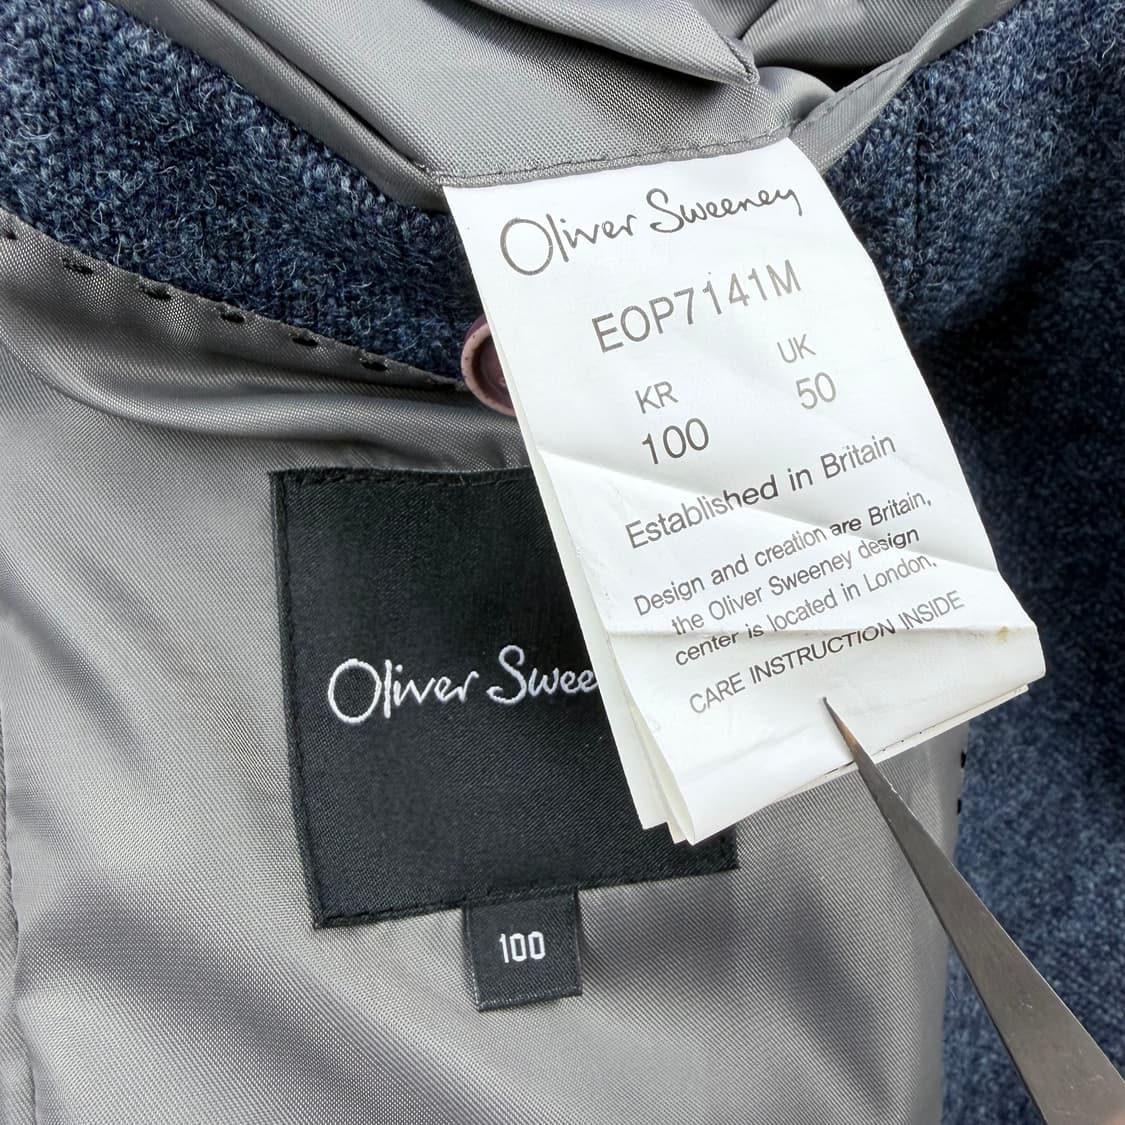 Oliver Sweeney
EOP7141M
KR UK
100 50
Established in Britain
Design and creation are Britain,
the Oliver Sweeney design
center is located in London.
CARE INSTRUCTION INSIDE
Oliver Swee
100